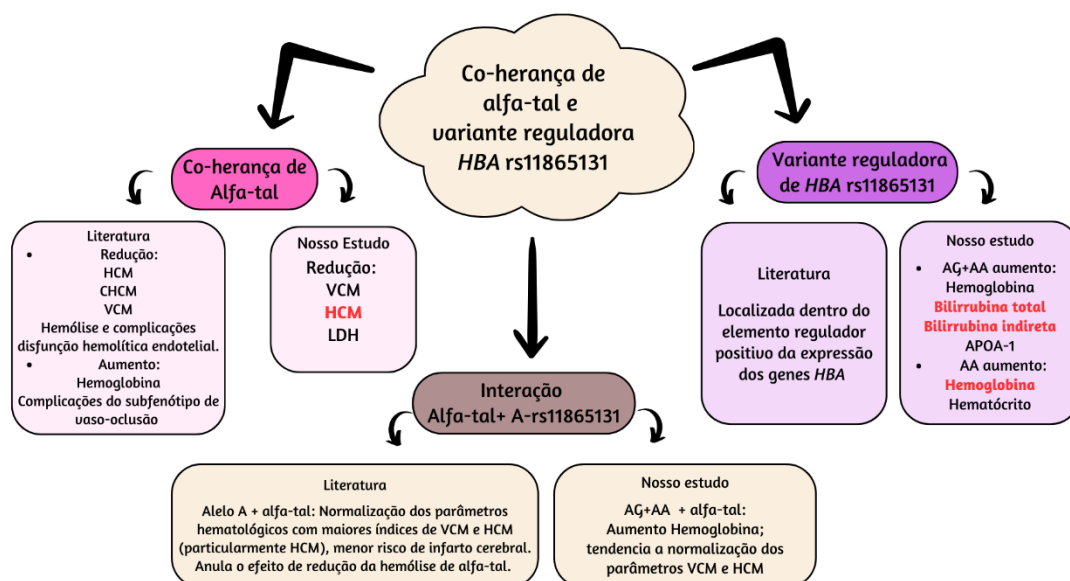 Co-herança de
alfa-tal e
variante reguladora
HBA rs11865131
Co-herança de
Alfa-tal
Literatura
• Redução:
HCM
CHCM
VCM
Hemólise e complicações
disfunção hemolítica endotelial.
• Aumento:
Hemoglobina
Complicações do subfenótipo de
vaso-oclusão
Nosso Estudo
Redução:
VCM
HCM
LDH
Interação
Alfa-tal+ A-rs11865131
Literatura
Alelo A + alfa-tal: Normalização dos parâmetros
hematológicos com maiores índices de VCM e HCM
(particularmente HCM), menor risco de infarto cerebral.
Anula o efeito de redução da hemólise de alfa-tal.
Nosso estudo
AG+AA + alfa-tal:
Aumento Hemoglobina;
tendencia a normalização dos
parâmetros VCM e HCM
Variante reguladora
de HBA rs11865131
Literatura
Localizada dentro do
elemento regulador
positivo da expressão
dos genes HBA
Nosso estudo
• AG+AA aumento:
Hemoglobina
Bilirrubina total
Bilirrubina indireta
APOA-1
• AA aumento:
Hemoglobina
Hematócrito